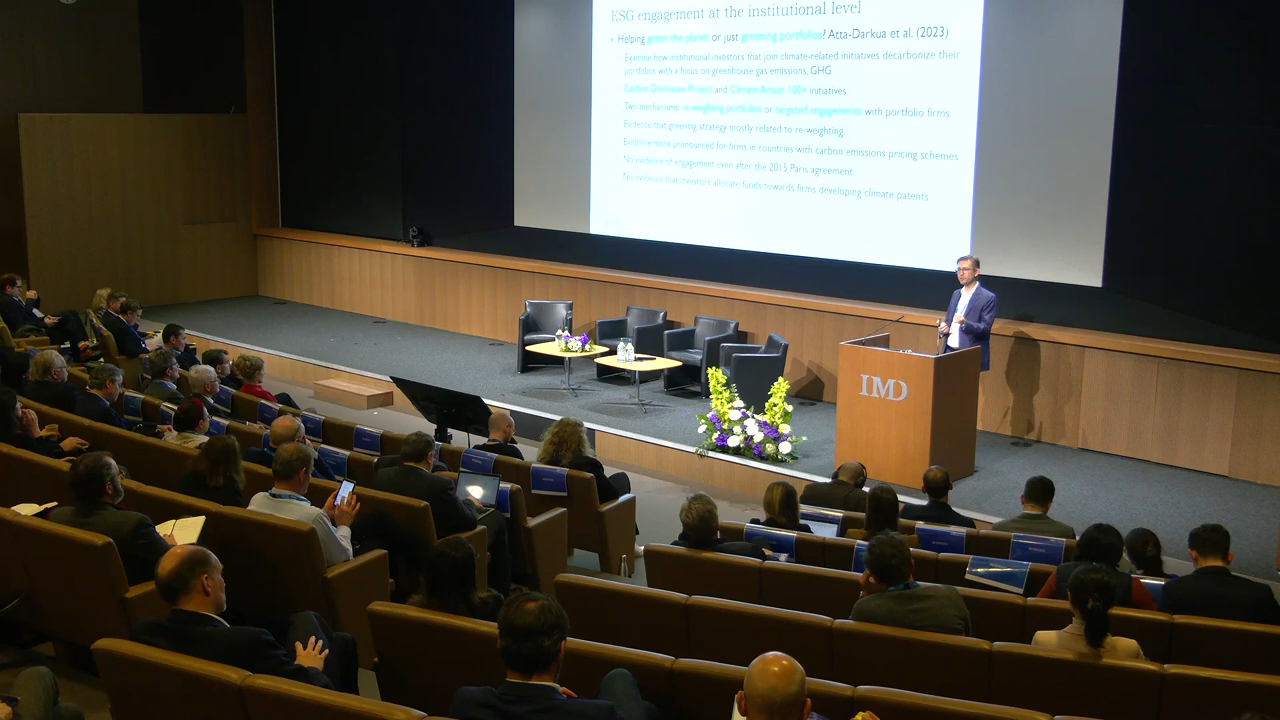 ESG engagement at the institutional level
Helping green the planet or just greening portfolios? Atta-Darkua et al. (2023)
Examine how institutional investors that join climate-related initiatives decarbonize their
portfolios with a focus on greenhouse gas emissions, GHG
Carbon Disclosure Project and Climate Action 100+ initiatives
Two mechanisms: re-weighting portfolios or targeted engagements with portfolio firms.
Evidence that greening strategy mostly related to re-weighting
Evidence more pronounced for firms in countries with carbon emissions pricing schemes
No evidence of engagement even after the 2015 Paris agreement
No evidence that investors allocate funds towards firms developing climate patents
IMD